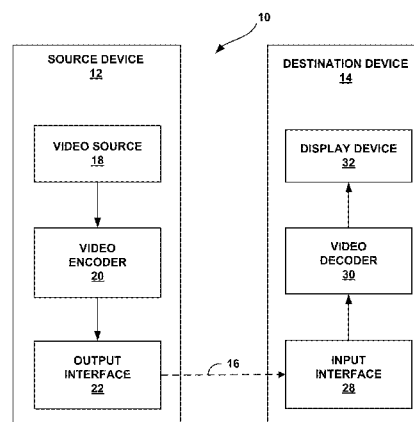 10
SOURCE DEVICE
12
VIDEO SOURCE
18
VIDEO
ENCODER
20
OUTPUT
INTERFACE
22
16
DESTINATION DEVICE
14
DISPLAY DEVICE
32
VIDEO
DECODER
30
INPUT
INTERFACE
28